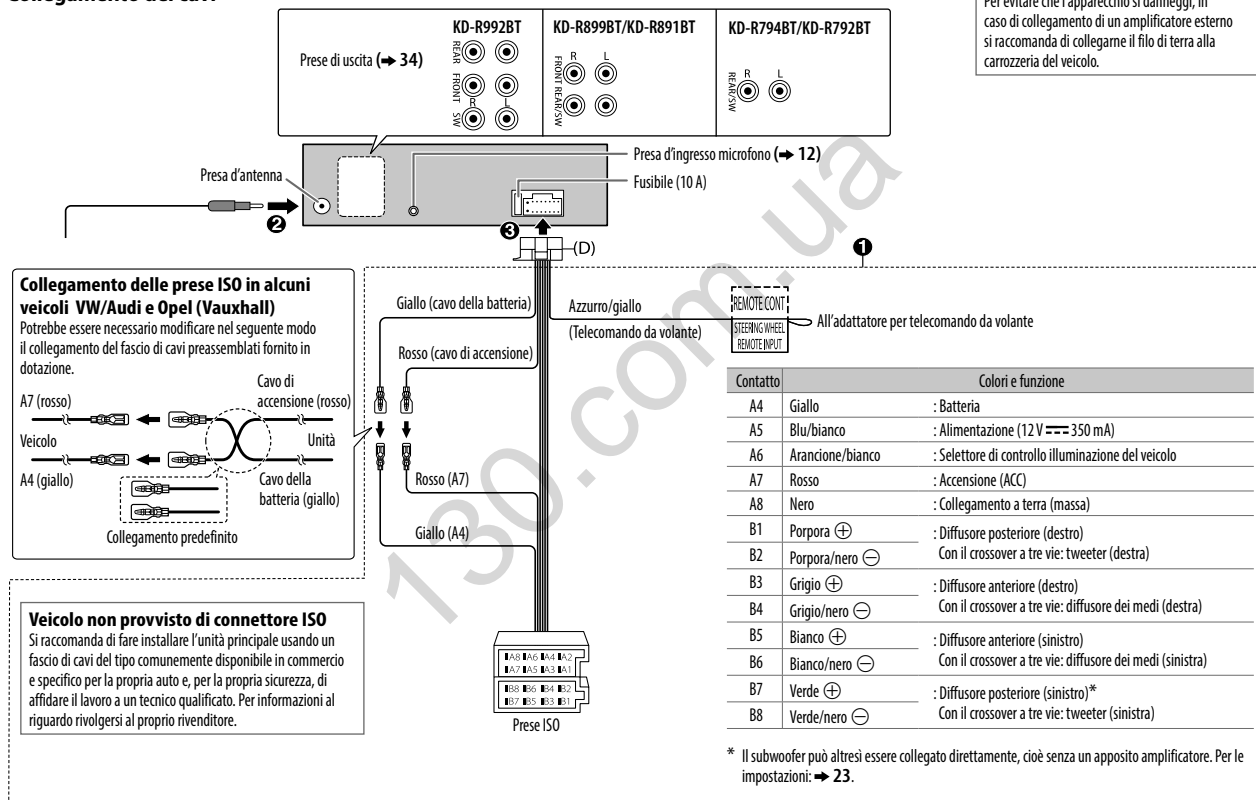 Per evitare che l'apparecchio si danneggi, in
caso di collegamento di un amplificatore esterno
si raccomanda di collegarne il filo di terra alla
carrozzeria del veicolo.
KD-R992BT
KD-R899BT/KD-R891BT
KD-R794BT/KD-R792BT
Prese di uscita (➔ 34)
REAR
FRONT
R L
SW
R L
FRONT
REAR/SW
R L
REAR/SW
Presa d'antenna
Presa d'ingresso microfono (➔ 12)
Fusibile (10 A)
❷
❸
(D)
❶
Collegamento delle prese ISO in alcuni
veicoli VW/Audi e Opel (Vauxhall)
Potrebbe essere necessario modificare nel seguente modo
il collegamento del fascio di cavi preassemblati fornito in
dotazione.
A7 (rosso)
Cavo di
accensione (rosso)
Veicolo
Unità
A4 (giallo)
Cavo della
batteria (giallo)
Collegamento predefinito
Giallo (cavo della batteria)
Rosso (cavo di accensione)
Azzurro/giallo
(Telecomando da volante)
REMOTE CONT
STEERING WHEEL
REMOTE INPUT
All'adattatore per telecomando da volante
Rosso (A7)
Giallo (A4)
A8 A6 A4 A2
A7 A5 A3 A1
B8 B6 B4 B2
B7 B5 B3 B1
Prese ISO
Veicolo non provvisto di connettore ISO
Si raccomanda di fare installare l'unità principale usando un
fascio di cavi del tipo comunemente disponibile in commercio
e specifico per la propria auto e, per la propria sicurezza, di
affidare il lavoro a un tecnico qualificato. Per informazioni al
riguardo rivolgersi al proprio rivenditore.
Contatto Colori e funzione
A4 Giallo : Batteria
A5 Blu/bianco : Alimentazione (12 V ⎓ 350 mA)
A6 Arancione/bianco : Selettore di controllo illuminazione del veicolo
A7 Rosso : Accensione (ACC)
A8 Nero : Collegamento a terra (massa)
B1 Porpora ⊕ : Diffusore posteriore (destro)
B2 Porpora/nero ⊖ Con il crossover a tre vie: tweeter (destra)
B3 Grigio ⊕ : Diffusore anteriore (destro)
B4 Grigio/nero ⊖ Con il crossover a tre vie: diffusore dei medi (destra)
B5 Bianco ⊕ : Diffusore anteriore (sinistro)
B6 Bianco/nero ⊖ Con il crossover a tre vie: diffusore dei medi (sinistra)
B7 Verde ⊕ : Diffusore posteriore (sinistro)*
B8 Verde/nero ⊖ Con il crossover a tre vie: tweeter (sinistra)
* Il subwoofer può altresì essere collegato direttamente, cioè senza un apposito amplificatore. Per le
impostazioni: ➔ 23.
130.com.ua